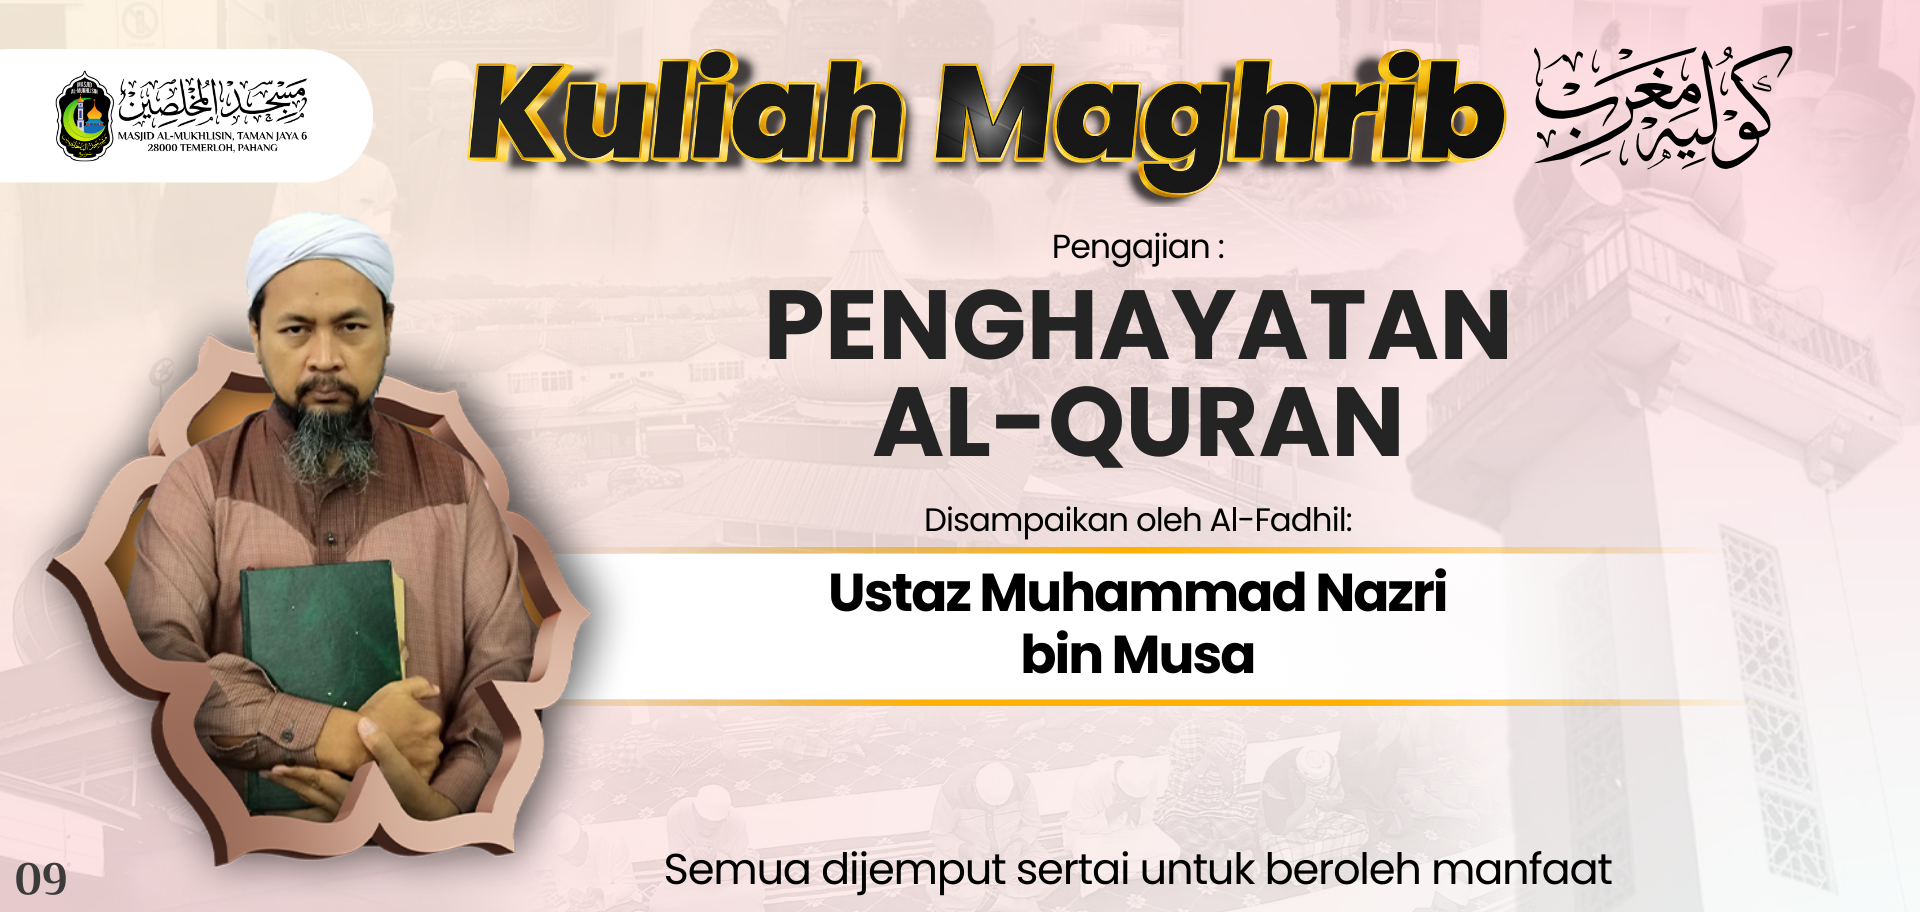 مسجد المخلصين
MASJID AL-MUKHLISIN, TAMAN JAYA 6
28000 TEMERLOH, PAHANG
Kuliah Maghrib
كوليه مغرب
Pengajian :
PENGHAYATAN
AL-QURAN
Disampaikan oleh Al-Fadhil:
Ustaz Muhammad Nazri
bin Musa
Semua dijemput sertai untuk beroleh manfaat
09